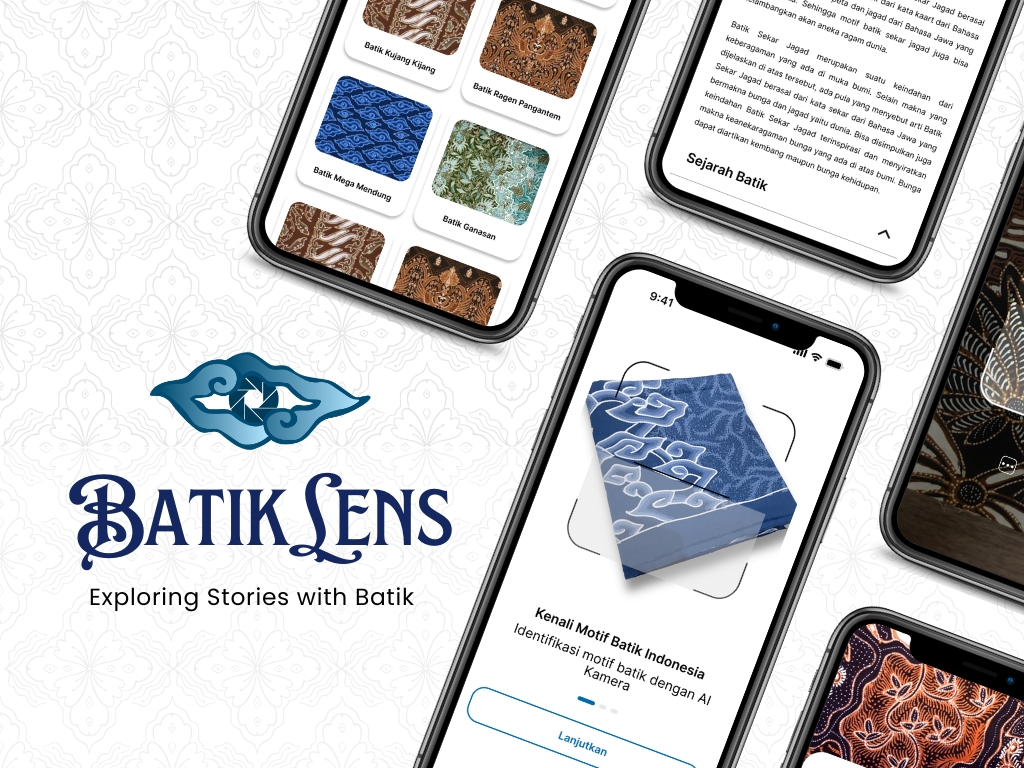 Batik Kujang Kijang
Batik Ragen Pangantem
Batik Mega Mendung
Batik Ganasan
Sekar Jagad berasal
dari kata kaart dari Bahasa
peta dan jagad dari Bahasa Jawa yang
Sehingga motif batik sekar jagad juga bisa
melambangkan akan aneka ragam dunia.
Batik Sekar Jagad merupakan suatu keindahan dari
keberagaman yang ada di muka bumi. Selain makna yang
dijelaskan di atas tersebut, ada pula yang menyebut arti Batik
Sekar Jagad berasal dari kata sekar dari Bahasa Jawa yang
bermakna bunga dan jagad yaitu dunia. Bisa disimpulkan juga
keindahan Batik Sekar Jagad terinspirasi dan menyiratkan
makna keanekaragaman bunga yang ada di atas bumi. Bunga
dapat diartikan kembang maupun bunga kehidupan.
Sejarah Batik
BATIK LENS
Exploring Stories with Batik
9:41
Kenali Motif Batik Indonesia
Identifikasi motif batik dengan AI
Kamera
Lanjutkan